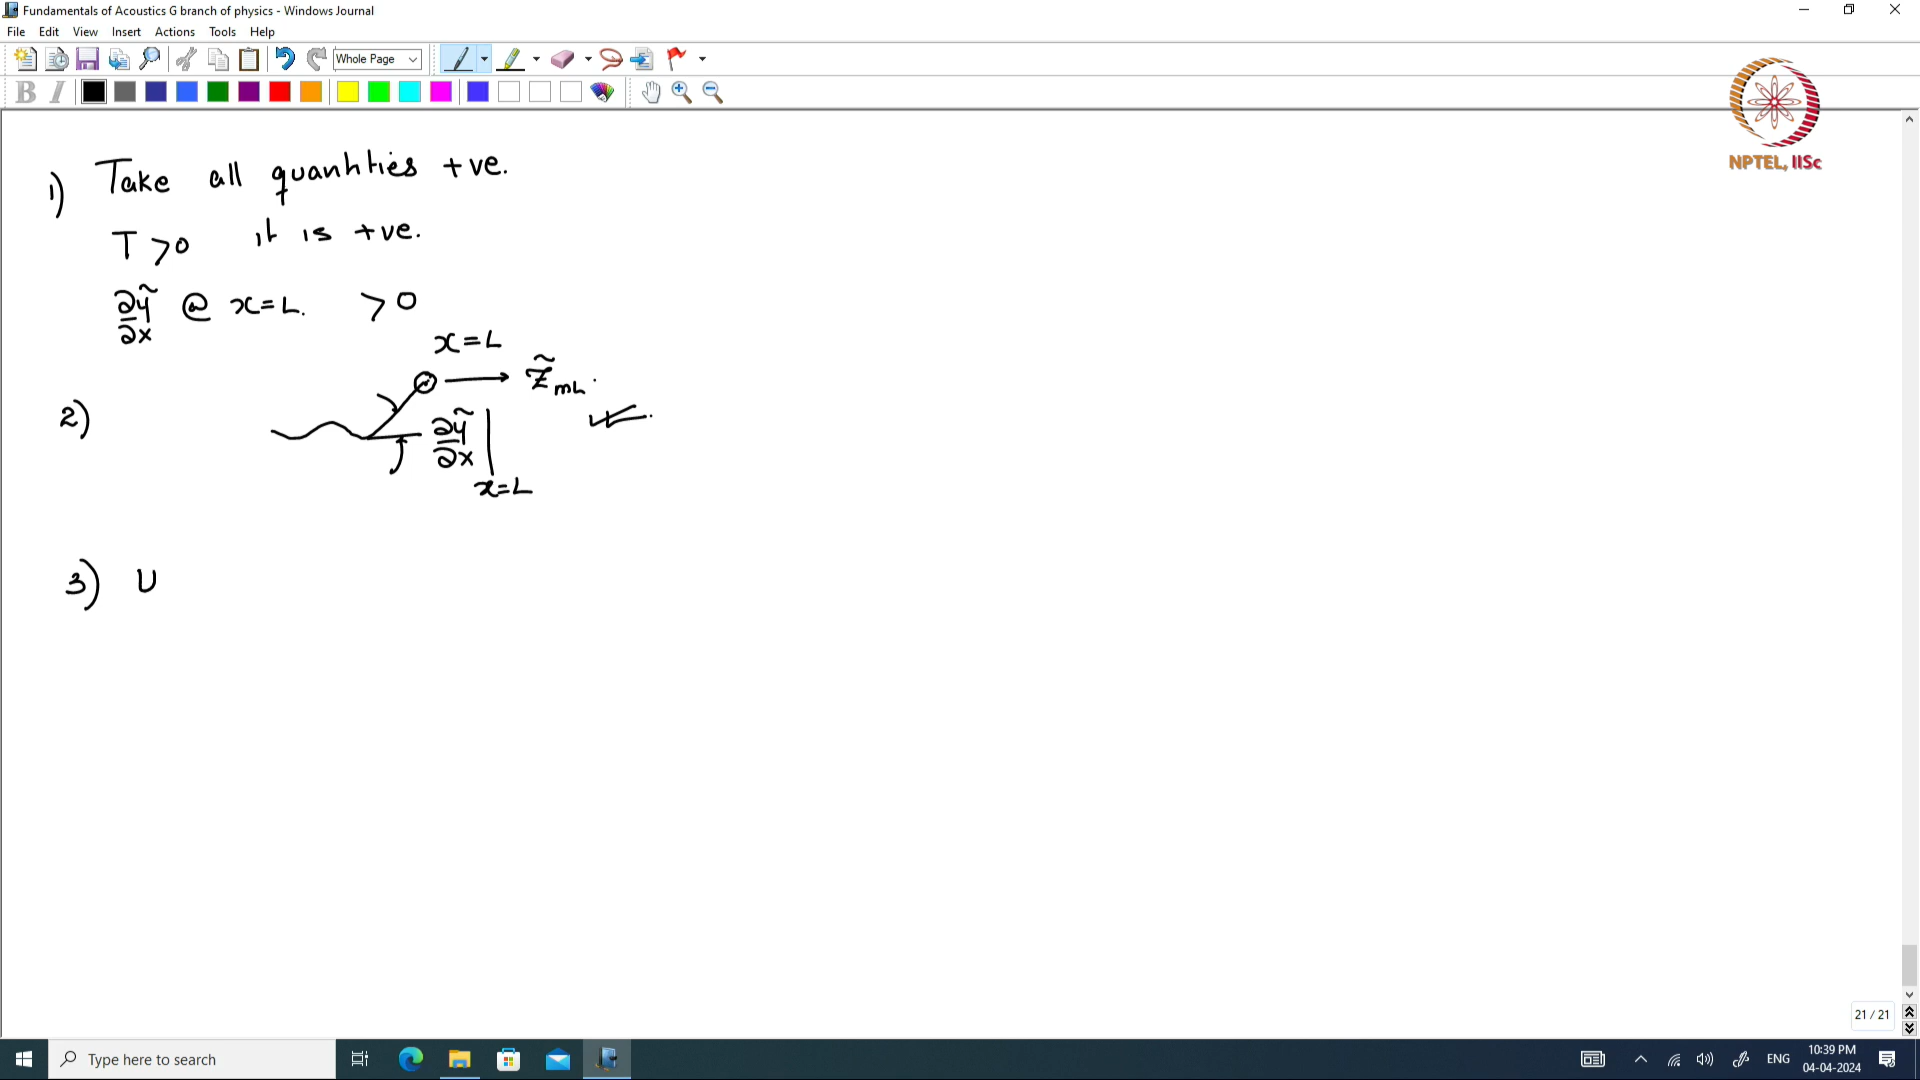 Fundamentals of Acoustics G branch of physics - Windows Journal
File Edit View Insert Actions Tools Help
Whole Page
B I
NPTEL, IISc
1) Take all quantities +ve.
T >0 it is +ve.
∂ỹ/∂x @ x=L. >0
x=L
2) Z̃mL.
∂ỹ/∂x |
x=L
3) U
21 / 21
Type here to search
ENG
10:39 PM
04-04-2024